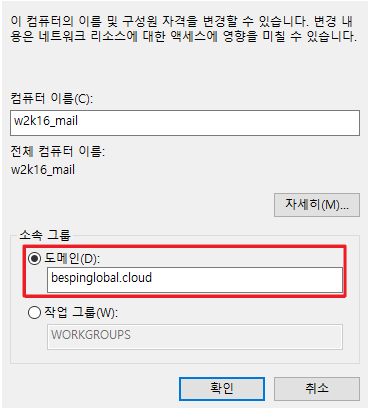 이 컴퓨터의 이름 및 구성원 자격을 변경할 수 있습니다. 변경 내
용은 네트워크 리소스에 대한 액세스에 영향을 미칠 수 있습니다.
컴퓨터 이름(C):
w2k16_mail
전체 컴퓨터 이름:
w2k16_mail
자세히(M)...
소속 그룹
도메인(D):
bespinglobal.cloud
작업 그룹(W):
WORKGROUPS
확인
취소